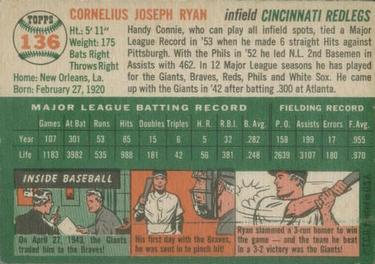 TOPPS
136
CORNELIUS JOSEPH RYAN infield CINCINNATI REDLEGS
Ht.: 5' 11"
Weight: 175
Bats Right
Throws Right
Home: New Orleans, La.
Born: February 27, 1920
Handy Connie, who can play all infield spots, tied a Major
League Record in '53 when he made 6 straight Hits against
Pittsburgh. With the Phils in '52 he led N.L. 2nd Basemen in
Assists with 462. In 12 Major League Seasons he has played
for the Giants, Braves, Reds, Phils and White Sox. He came
up with the Giants in '42 after batting .300 at Atlanta.
MAJOR LEAGUE BATTING RECORD FIELDING RECORD
Games At Bat Runs Hits Doubles Triples H.R. R.B.I. B. Avg. P.O. Assists Errors F. Avg.
Year 107 301 53 85 5 37 .282 158 199 17 .955
Life 1183 3982 535 988 181 42 56 381 .248 2639 3107 180 .970
INSIDE BASEBALL
On April 27, 1943, the Giants
traded him to the Braves!
His first day with the Braves,
he was sent in to pinch hit!
Ryan slammed a 3-run homer to win
the game — and the team he beat
in a 3-2 victory was the Giants!